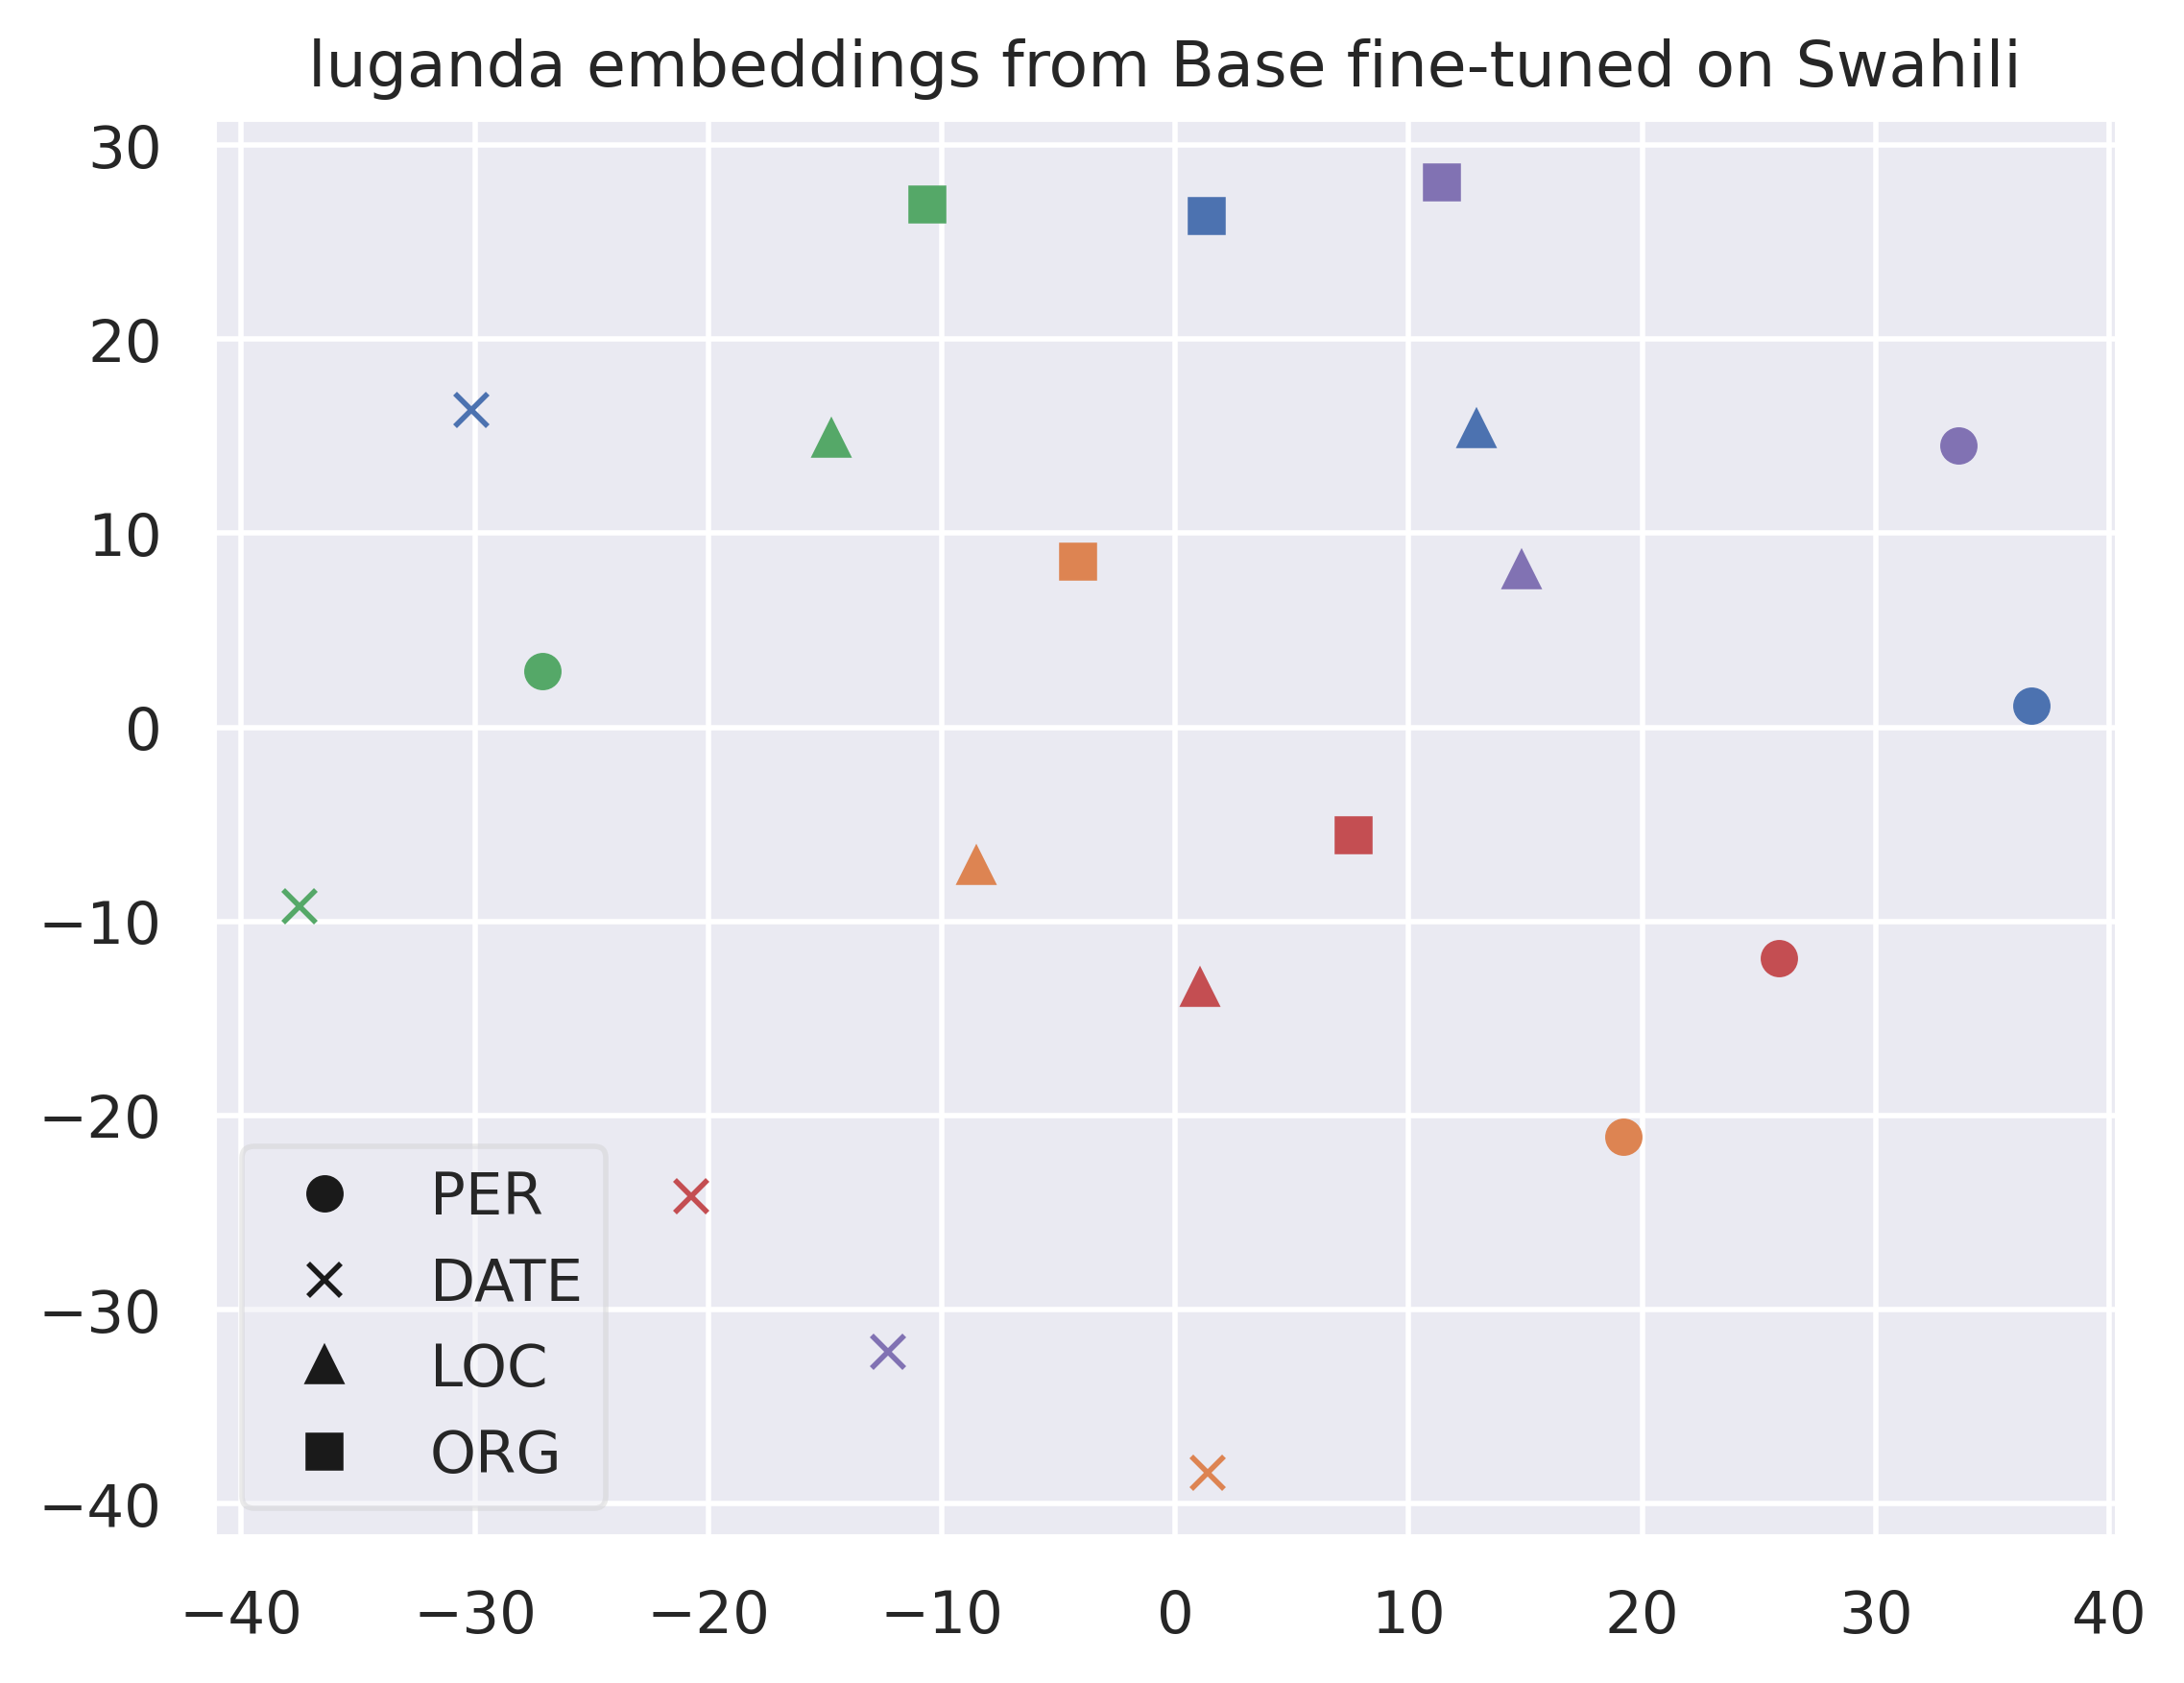 luganda embeddings from Base fine-tuned on Swahili
30
20
10
0
−10
−20
−30
−40
PER
DATE
LOC
ORG
−40 −30 −20 −10 0 10 20 30 40